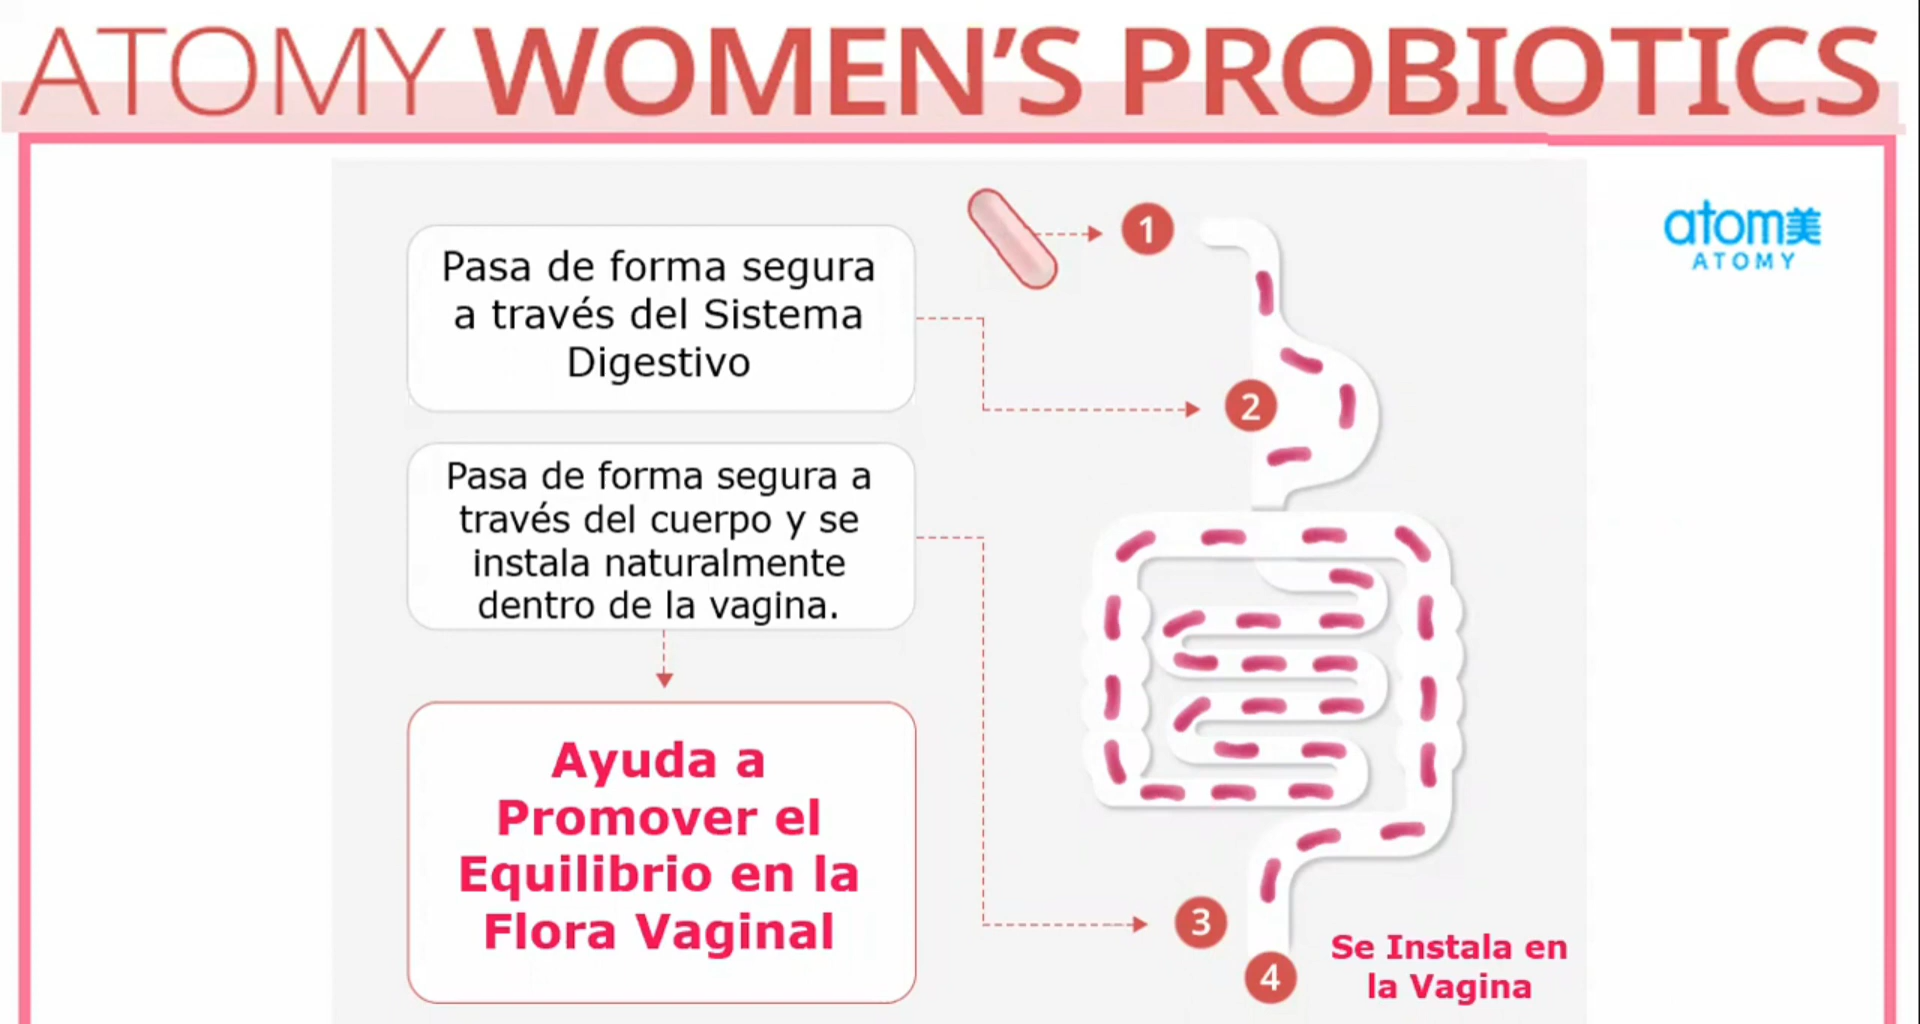 ATOMY WOMEN'S PROBIOTICS
atom美
ATOMY
1
Pasa de forma segura
a través del Sistema
Digestivo
2
Pasa de forma segura a
través del cuerpo y se
instala naturalmente
dentro de la vagina.
Ayuda a
Promover el
Equilibrio en la
Flora Vaginal
3
4
Se Instala en
la Vagina